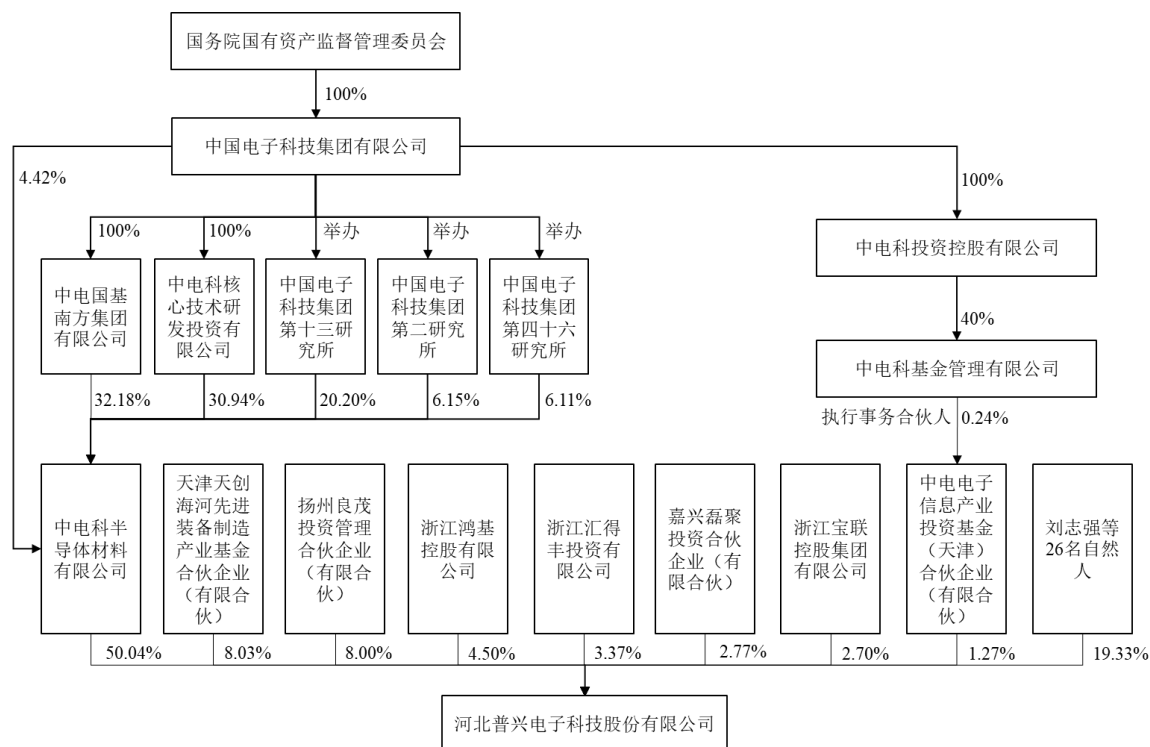 国务院国有资产监督管理委员会
100%
中国电子科技集团有限公司
4.42%
100%
100%
100%
举办
举办
举办
中电科投资控股有限公司
中电国基
南方集团
有限公司
中电科核
心技术研
发投资有
限公司
中国电子
科技集团
第十三研
究所
中国电子
科技集团
第二研究
所
中国电子
科技集团
第四十六
研究所
40%
中电科基金管理有限公司
32.18%
30.94%
20.20%
6.15%
6.11%
执行事务合伙人
0.24%
中电科半
导体材料
有限公司
天津天创
海河先进
装备制造
产业基金
合伙企业
（有限合
伙）
扬州良茂
投资管理
合伙企业
（有限合
伙）
浙江鸿基
控股有限
公司
浙江汇得
丰投资有
限公司
嘉兴磊聚
投资合伙
企业（有
限合伙）
浙江宝联
控股集团
有限公司
中电电子
信息产业
投资基金
（天津）
合伙企业
（有限合
伙）
刘志强等
26名自然
人
50.04%
8.03%
8.00%
4.50%
3.37%
2.77%
2.70%
1.27%
19.33%
河北普兴电子科技股份有限公司